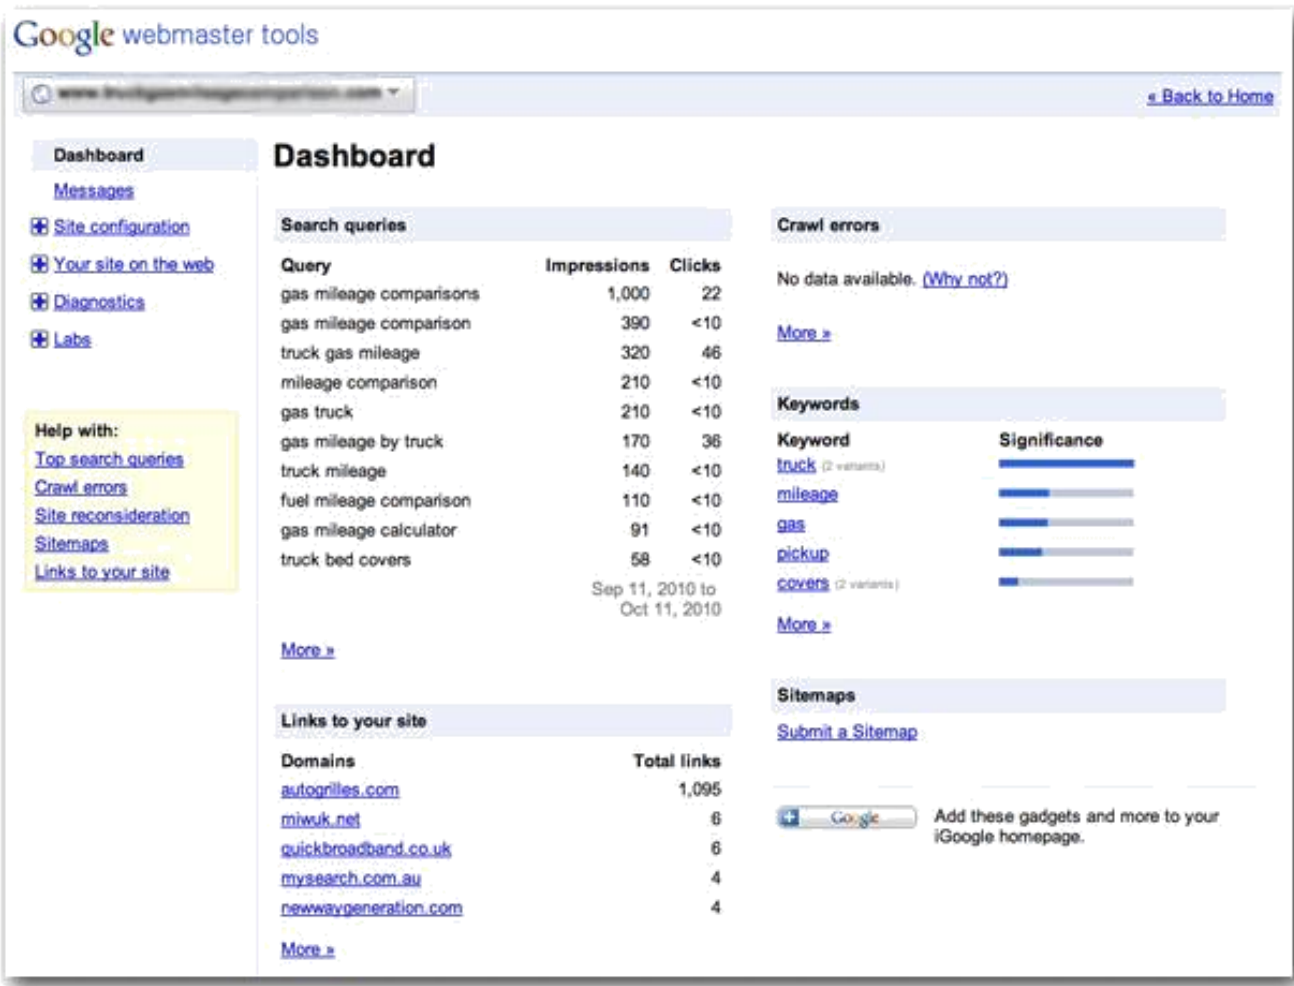 Google webmaster tools
« Back to Home
Dashboard
Messages
Site configuration
Your site on the web
Diagnostics
Labs
Help with:
Top search queries
Crawl errors
Site reconsideration
Sitemaps
Links to your site
Dashboard
Search queries
Query Impressions Clicks
gas mileage comparisons 1,000 22
gas mileage comparison 390 <10
truck gas mileage 320 46
mileage comparison 210 <10
gas truck 210 <10
gas mileage by truck 170 36
truck mileage 140 <10
fuel mileage comparison 110 <10
gas mileage calculator 91 <10
truck bed covers 58 <10
Sep 11, 2010 to
Oct 11, 2010
More »
Links to your site
Domains Total links
autogrilles.com 1,095
miwuk.net 6
quickbroadband.co.uk 6
mysearch.com.au 4
newwaygeneration.com 4
More »
Crawl errors
No data available. (Why not?)
More »
Keywords
Keyword Significance
truck (2 variants)
mileage
gas
pickup
covers (2 variants)
More »
Sitemaps
Submit a Sitemap
Google
Add these gadgets and more to your
iGoogle homepage.